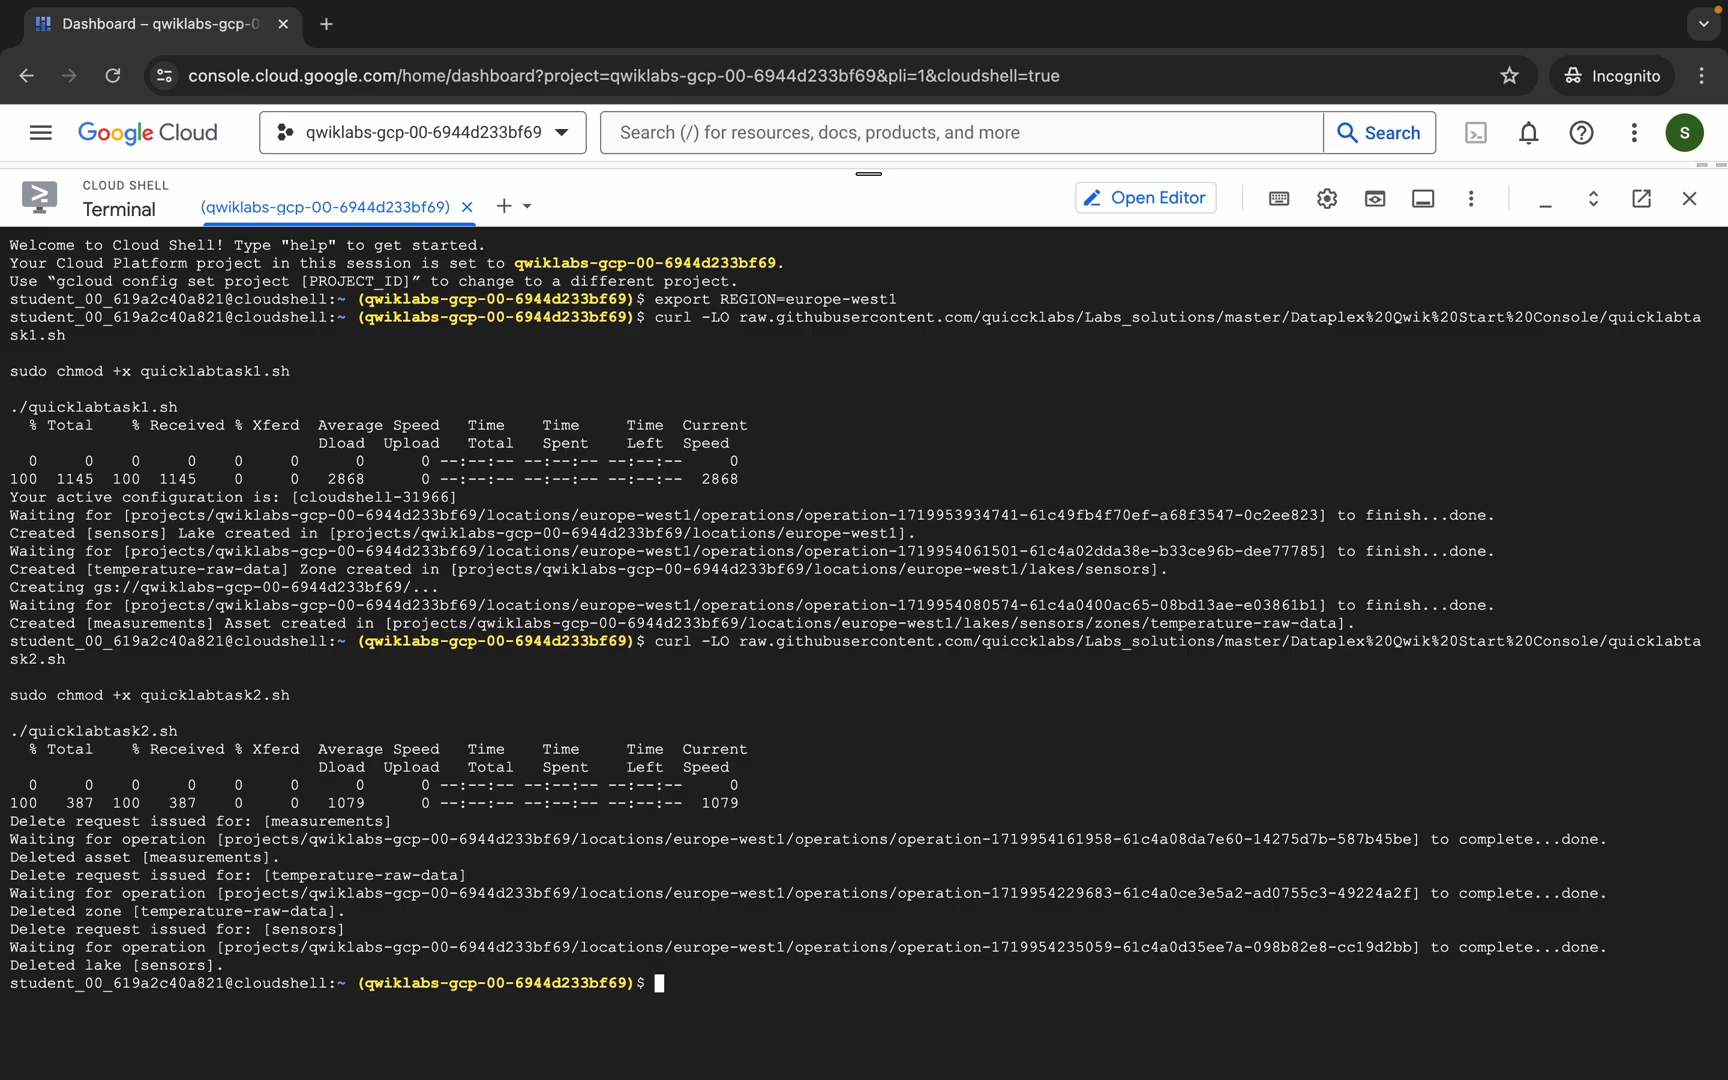 Dashboard – qwiklabs-gcp-0
console.cloud.google.com/home/dashboard?project=qwiklabs-gcp-00-6944d233bf69&pli=1&cloudshell=true
Incognito
Google Cloud
qwiklabs-gcp-00-6944d233bf69
Search (/) for resources, docs, products, and more
Search
S
CLOUD SHELL
Terminal
(qwiklabs-gcp-00-6944d233bf69)
Open Editor
Welcome to Cloud Shell! Type "help" to get started.
Your Cloud Platform project in this session is set to qwiklabs-gcp-00-6944d233bf69.
Use “gcloud config set project [PROJECT_ID]” to change to a different project.
student_00_619a2c40a821@cloudshell:~ (qwiklabs-gcp-00-6944d233bf69)$ export REGION=europe-west1
student_00_619a2c40a821@cloudshell:~ (qwiklabs-gcp-00-6944d233bf69)$ curl -LO raw.githubusercontent.com/quiccklabs/Labs_solutions/master/Dataplex%20Qwik%20Start%20Console/quicklabta
sk1.sh
sudo chmod +x quicklabtask1.sh
./quicklabtask1.sh
% Total % Received % Xferd Average Speed Time Time Time Current
Dload Upload Total Spent Left Speed
0 0 0 0 0 0 0 0 --:--:-- --:--:-- --:--:-- 0
100 1145 100 1145 0 0 2868 0 --:--:-- --:--:-- --:--:-- 2868
Your active configuration is: [cloudshell-31966]
Waiting for [projects/qwiklabs-gcp-00-6944d233bf69/locations/europe-west1/operations/operation-1719953934741-61c49fb4f70ef-a68f3547-0c2ee823] to finish...done.
Created [sensors] Lake created in [projects/qwiklabs-gcp-00-6944d233bf69/locations/europe-west1].
Waiting for [projects/qwiklabs-gcp-00-6944d233bf69/locations/europe-west1/operations/operation-1719954061501-61c4a02dda38e-b33ce96b-dee77785] to finish...done.
Created [temperature-raw-data] Zone created in [projects/qwiklabs-gcp-00-6944d233bf69/locations/europe-west1/lakes/sensors].
Creating gs://qwiklabs-gcp-00-6944d233bf69/...
Waiting for [projects/qwiklabs-gcp-00-6944d233bf69/locations/europe-west1/operations/operation-1719954080574-61c4a0400ac65-08bd13ae-e03861b1] to finish...done.
Created [measurements] Asset created in [projects/qwiklabs-gcp-00-6944d233bf69/locations/europe-west1/lakes/sensors/zones/temperature-raw-data].
student_00_619a2c40a821@cloudshell:~ (qwiklabs-gcp-00-6944d233bf69)$ curl -LO raw.githubusercontent.com/quiccklabs/Labs_solutions/master/Dataplex%20Qwik%20Start%20Console/quicklabta
sk2.sh
sudo chmod +x quicklabtask2.sh
./quicklabtask2.sh
% Total % Received % Xferd Average Speed Time Time Time Current
Dload Upload Total Spent Left Speed
0 0 0 0 0 0 0 0 --:--:-- --:--:-- --:--:-- 0
100 387 100 387 0 0 1079 0 --:--:-- --:--:-- --:--:-- 1079
Delete request issued for: [measurements]
Waiting for operation [projects/qwiklabs-gcp-00-6944d233bf69/locations/europe-west1/operations/operation-1719954161958-61c4a08da7e60-14275d7b-587b45be] to complete...done.
Deleted asset [measurements].
Delete request issued for: [temperature-raw-data]
Waiting for operation [projects/qwiklabs-gcp-00-6944d233bf69/locations/europe-west1/operations/operation-1719954229683-61c4a0ce3e5a2-ad0755c3-49224a2f] to complete...done.
Deleted zone [temperature-raw-data].
Delete request issued for: [sensors]
Waiting for operation [projects/qwiklabs-gcp-00-6944d233bf69/locations/europe-west1/operations/operation-1719954235059-61c4a0d35ee7a-098b82e8-cc19d2bb] to complete...done.
Deleted lake [sensors].
student_00_619a2c40a821@cloudshell:~ (qwiklabs-gcp-00-6944d233bf69)$